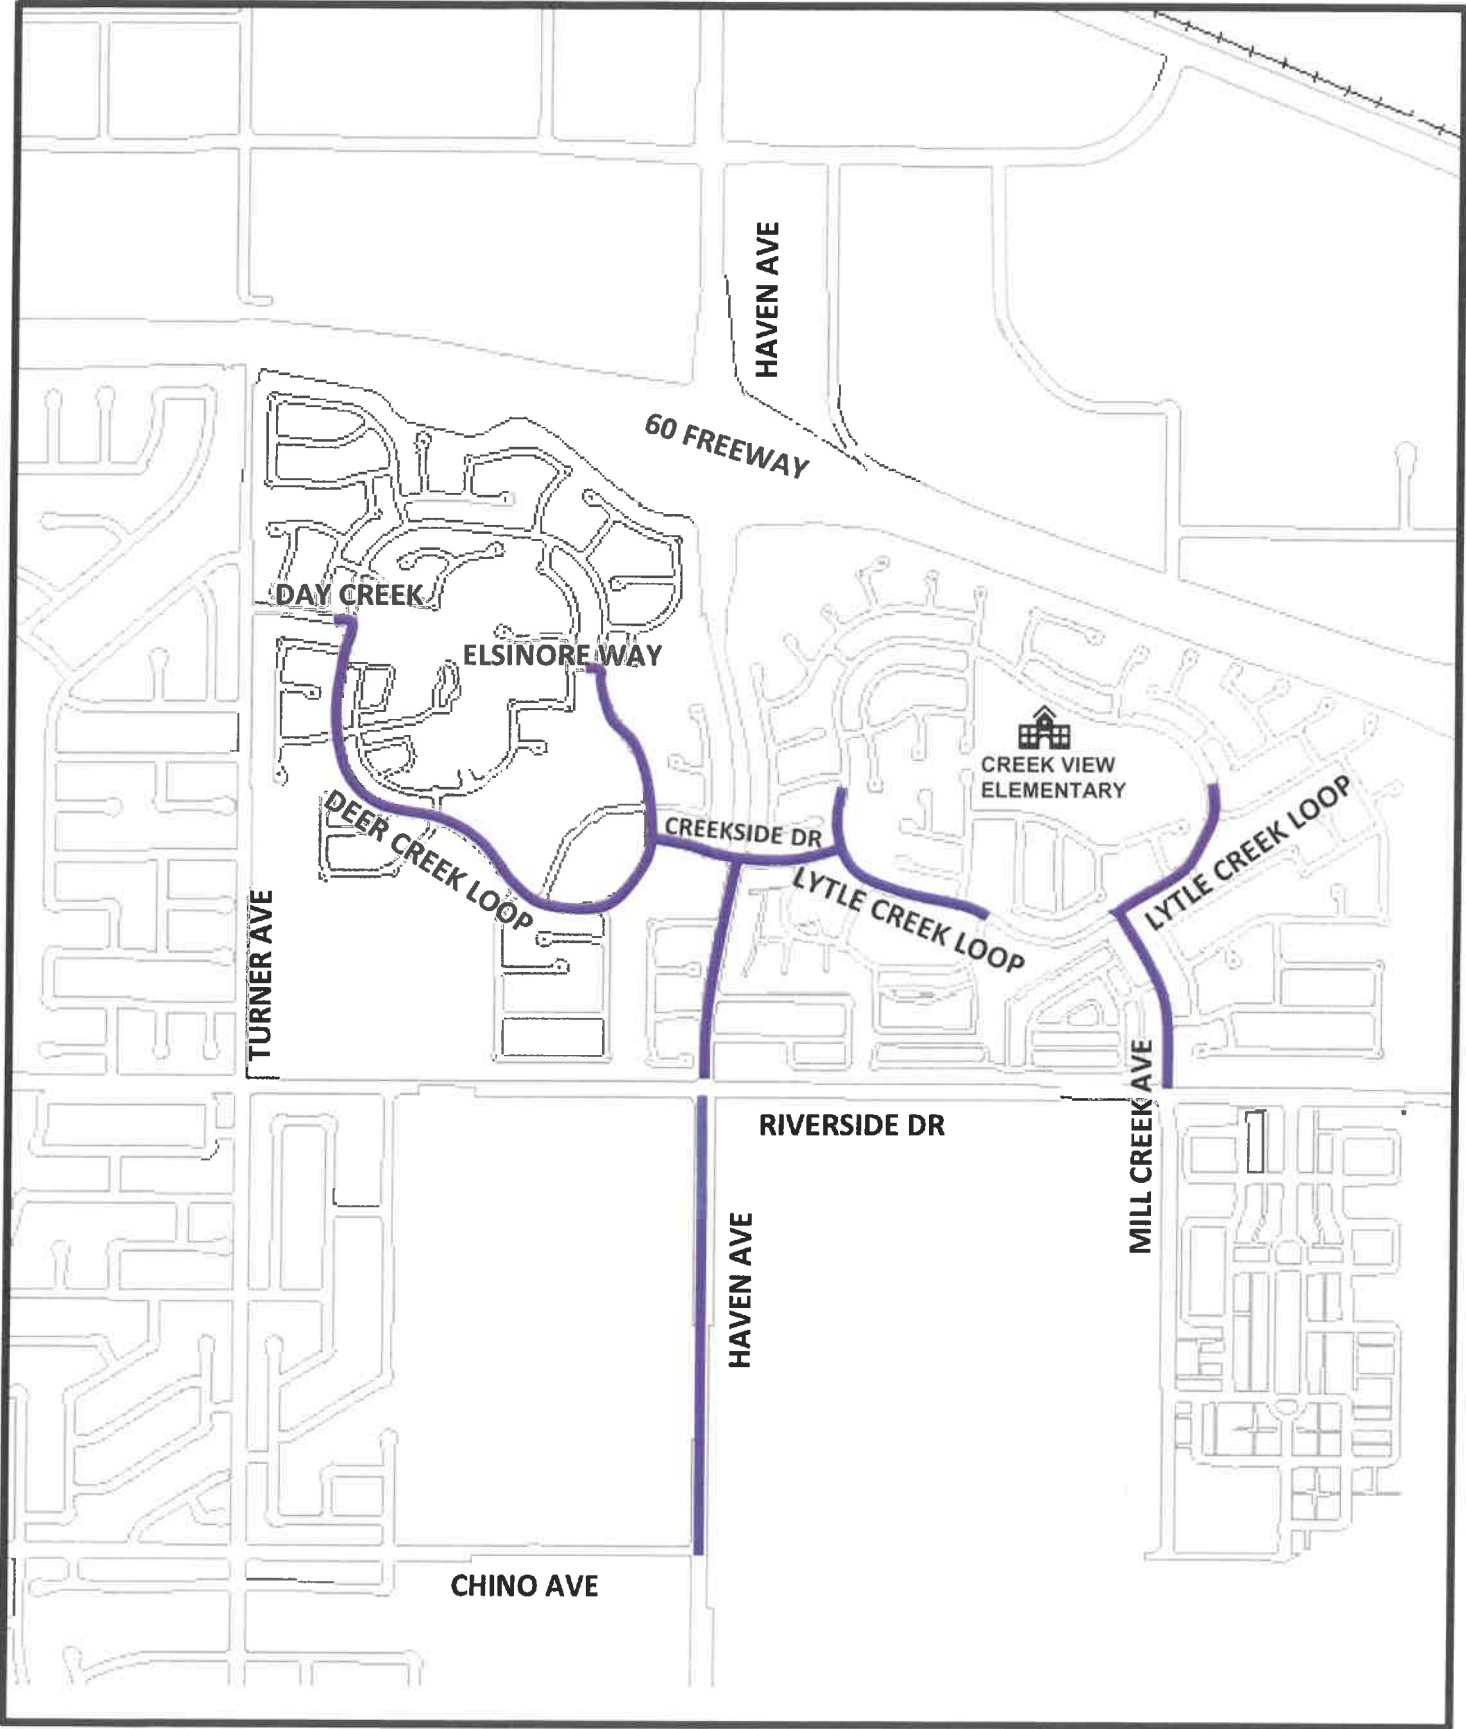 HAVEN AVE
60 FREEWAY
DAY CREEK
ELSINORE WAY
CREEK VIEW
ELEMENTARY
DEER CREEK LOOP
CREEKSIDE DR
LYTLE CREEK LOOP
LYTLE CREEK LOOP
TURNER AVE
RIVERSIDE DR
MILL CREEK AVE
HAVEN AVE
CHINO AVE